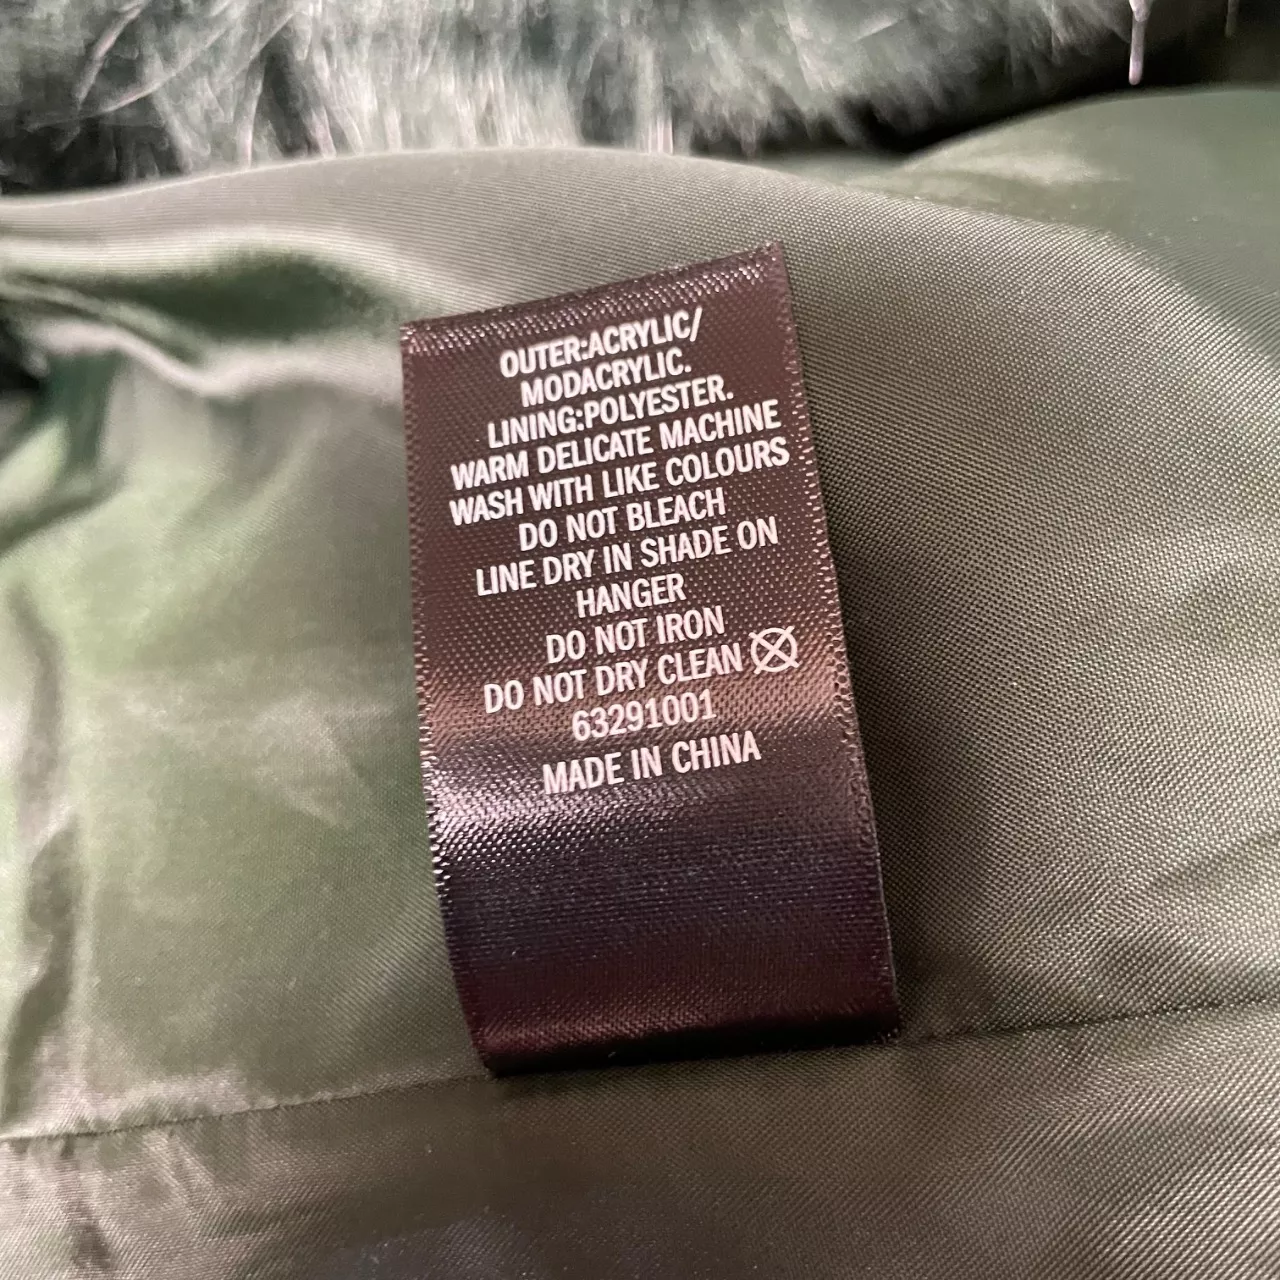 OUTER:ACRYLIC/
MODACRYLIC.
LINING:POLYESTER.
WARM DELICATE MACHINE
WASH WITH LIKE COLOURS
DO NOT BLEACH
LINE DRY IN SHADE ON
HANGER
DO NOT IRON
DO NOT DRY CLEAN
63291001
MADE IN CHINA